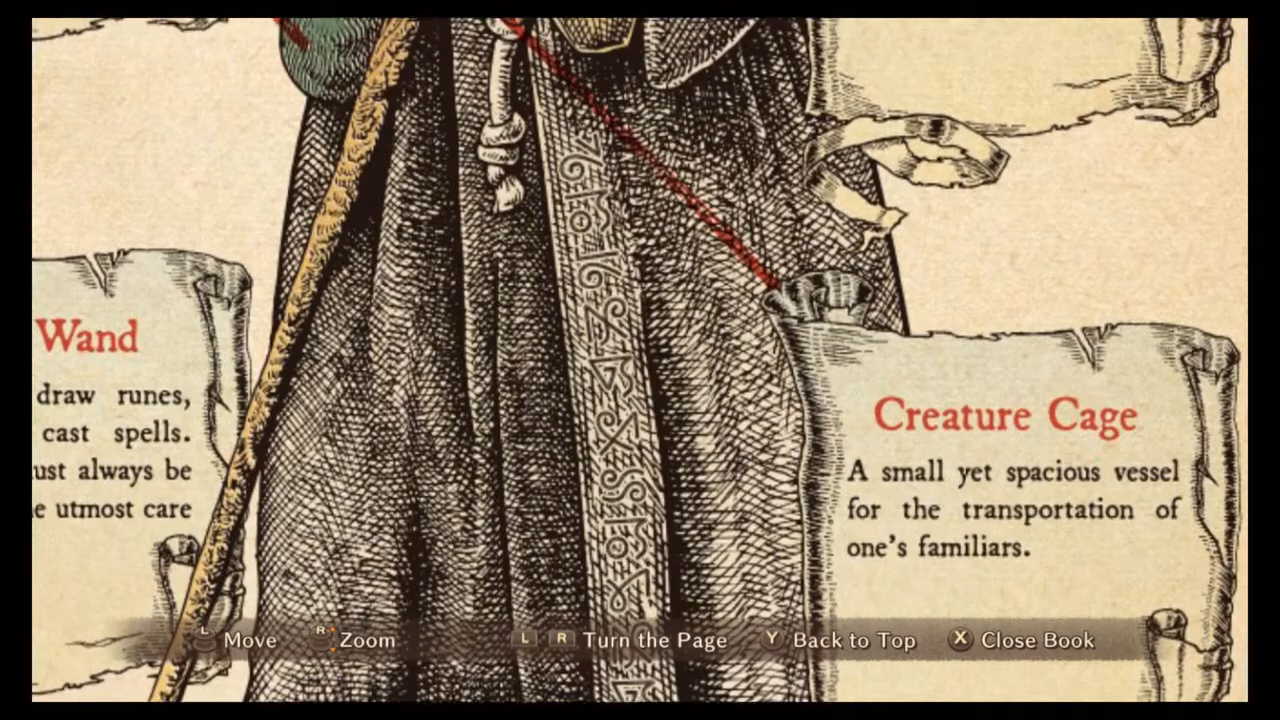 Wand
draw runes,
cast spells.
ust always be
e utmost care
Creature Cage
A small yet spacious vessel
for the transportation of
one's familiars.
L Move R Zoom L R Turn the Page Y Back to Top X Close Book